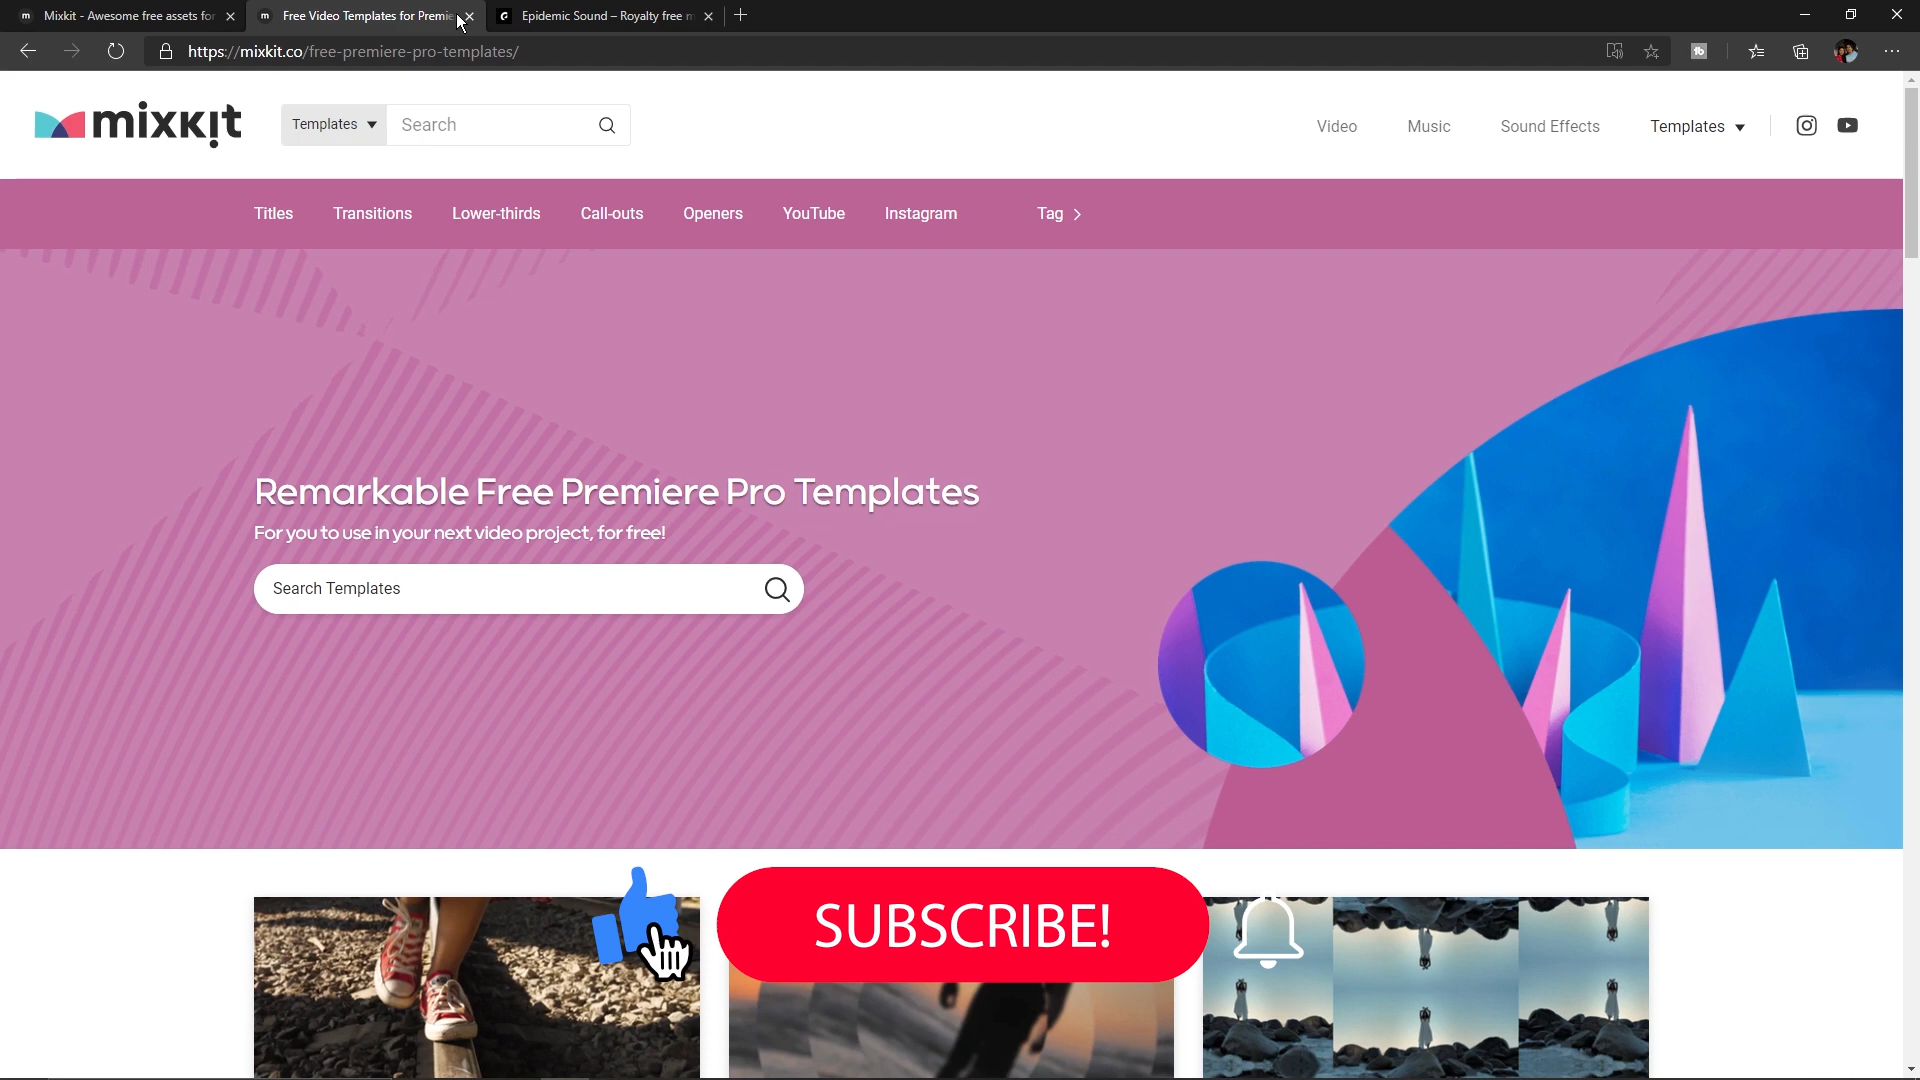 Mixkit - Awesome free assets for
Free Video Templates for Premie
Epidemic Sound – Royalty free m
https://mixkit.co/free-premiere-pro-templates/
mixkit
Templates
Search
Video
Music
Sound Effects
Templates
Titles
Transitions
Lower-thirds
Call-outs
Openers
YouTube
Instagram
Tag
Remarkable Free Premiere Pro Templates
For you to use in your next video project, for free!
Search Templates
SUBSCRIBE!